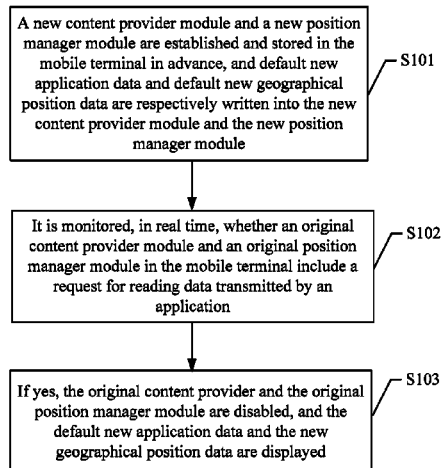 A new content provider module and a new position
manager module are established and stored in the
mobile terminal in advance, and default new
application data and default new geographical
position data are respectively written into the new
content provider module and the new position
manager module
S101
It is monitored, in real time, whether an original
content provider module and an original position
manager module in the mobile terminal include a
request for reading data transmitted by an
application
S102
If yes, the original content provider and the original
position manager module are disabled, and the
default new application data and the new
geographical position data are displayed
S103